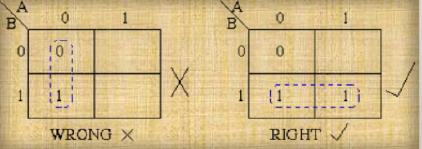 A A
B 0 1 B 0 1
0 0 0 0
1 1 1 1 1
WRONG × RIGHT ✓